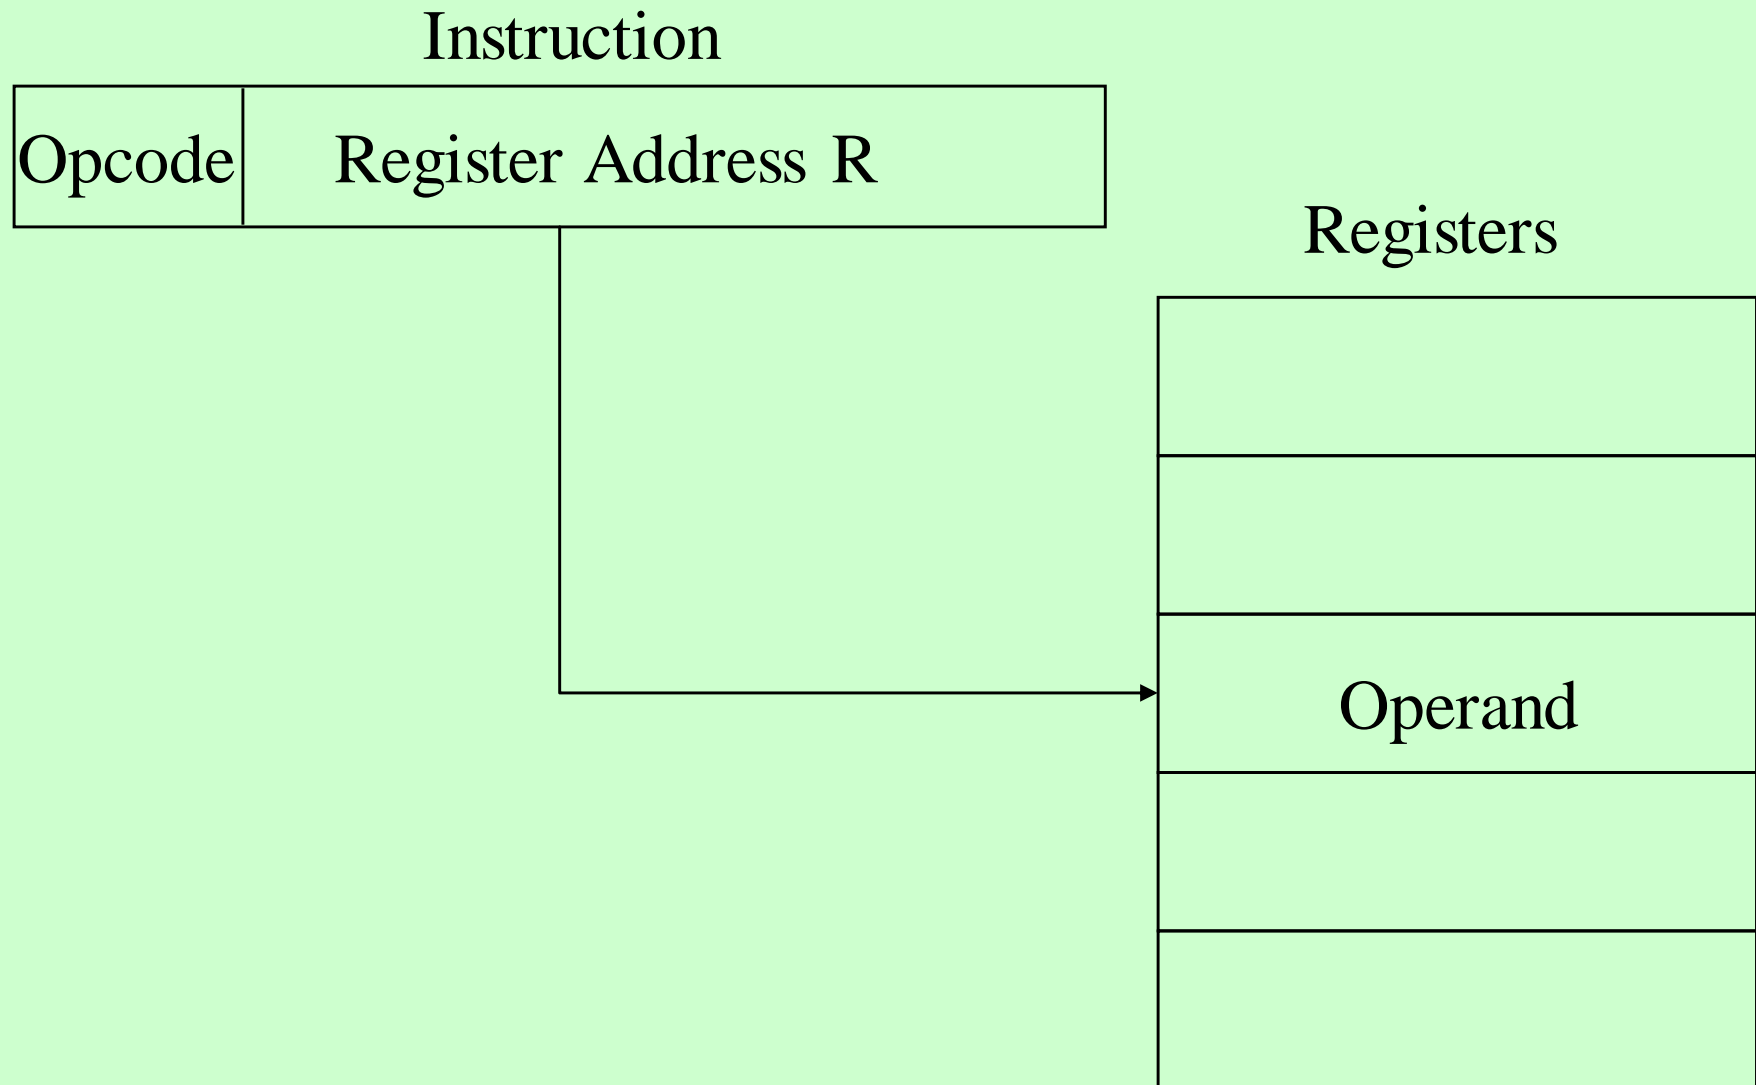 Instruction
Opcode
Register Address R
Registers
Operand